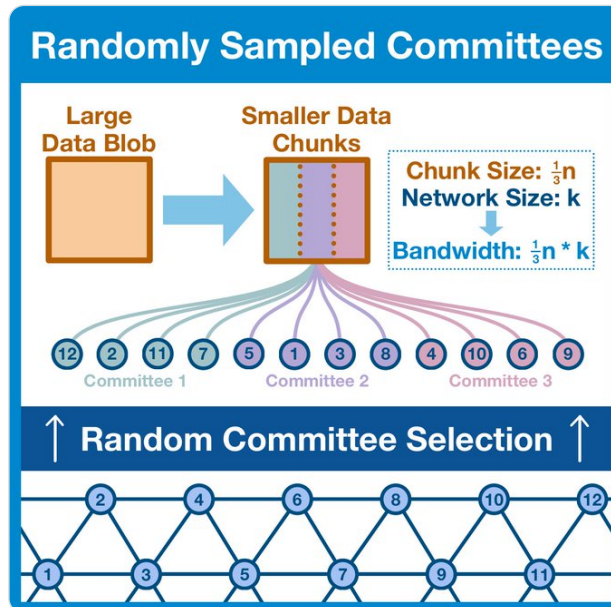 Randomly Sampled Committees
Large
Data Blob
Smaller Data
Chunks
Chunk Size: ⅓n
Network Size: k
Bandwidth: ⅓n * k
12 2 11 7 5 1 3 8 4 10 6 9
Committee 1 Committee 2 Committee 3
Random Committee Selection
2 4 6 8 10 12
1 3 5 7 9 11